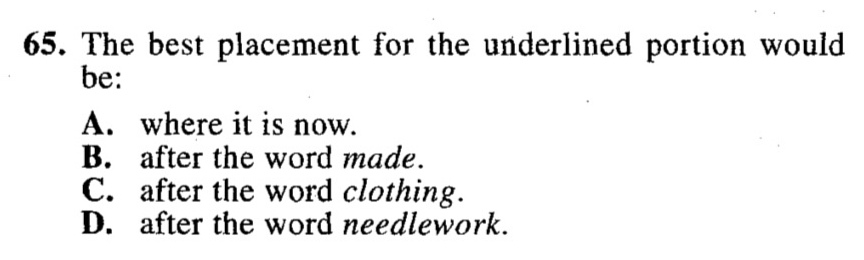 65. The best placement for the underlined portion would
be:
A. where it is now.
B. after the word made.
C. after the word clothing.
D. after the word needlework.